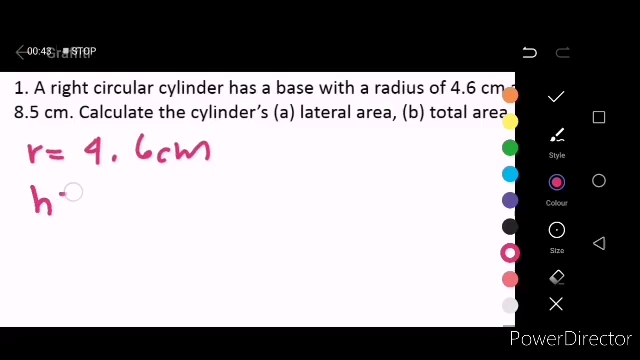 00:43 STOP
Graffiti
1. A right circular cylinder has a base with a radius of 4.6 cm
8.5 cm. Calculate the cylinder's (a) lateral area, (b) total area
r= 4.6cm
h
Style
Colour
Size
PowerDirector